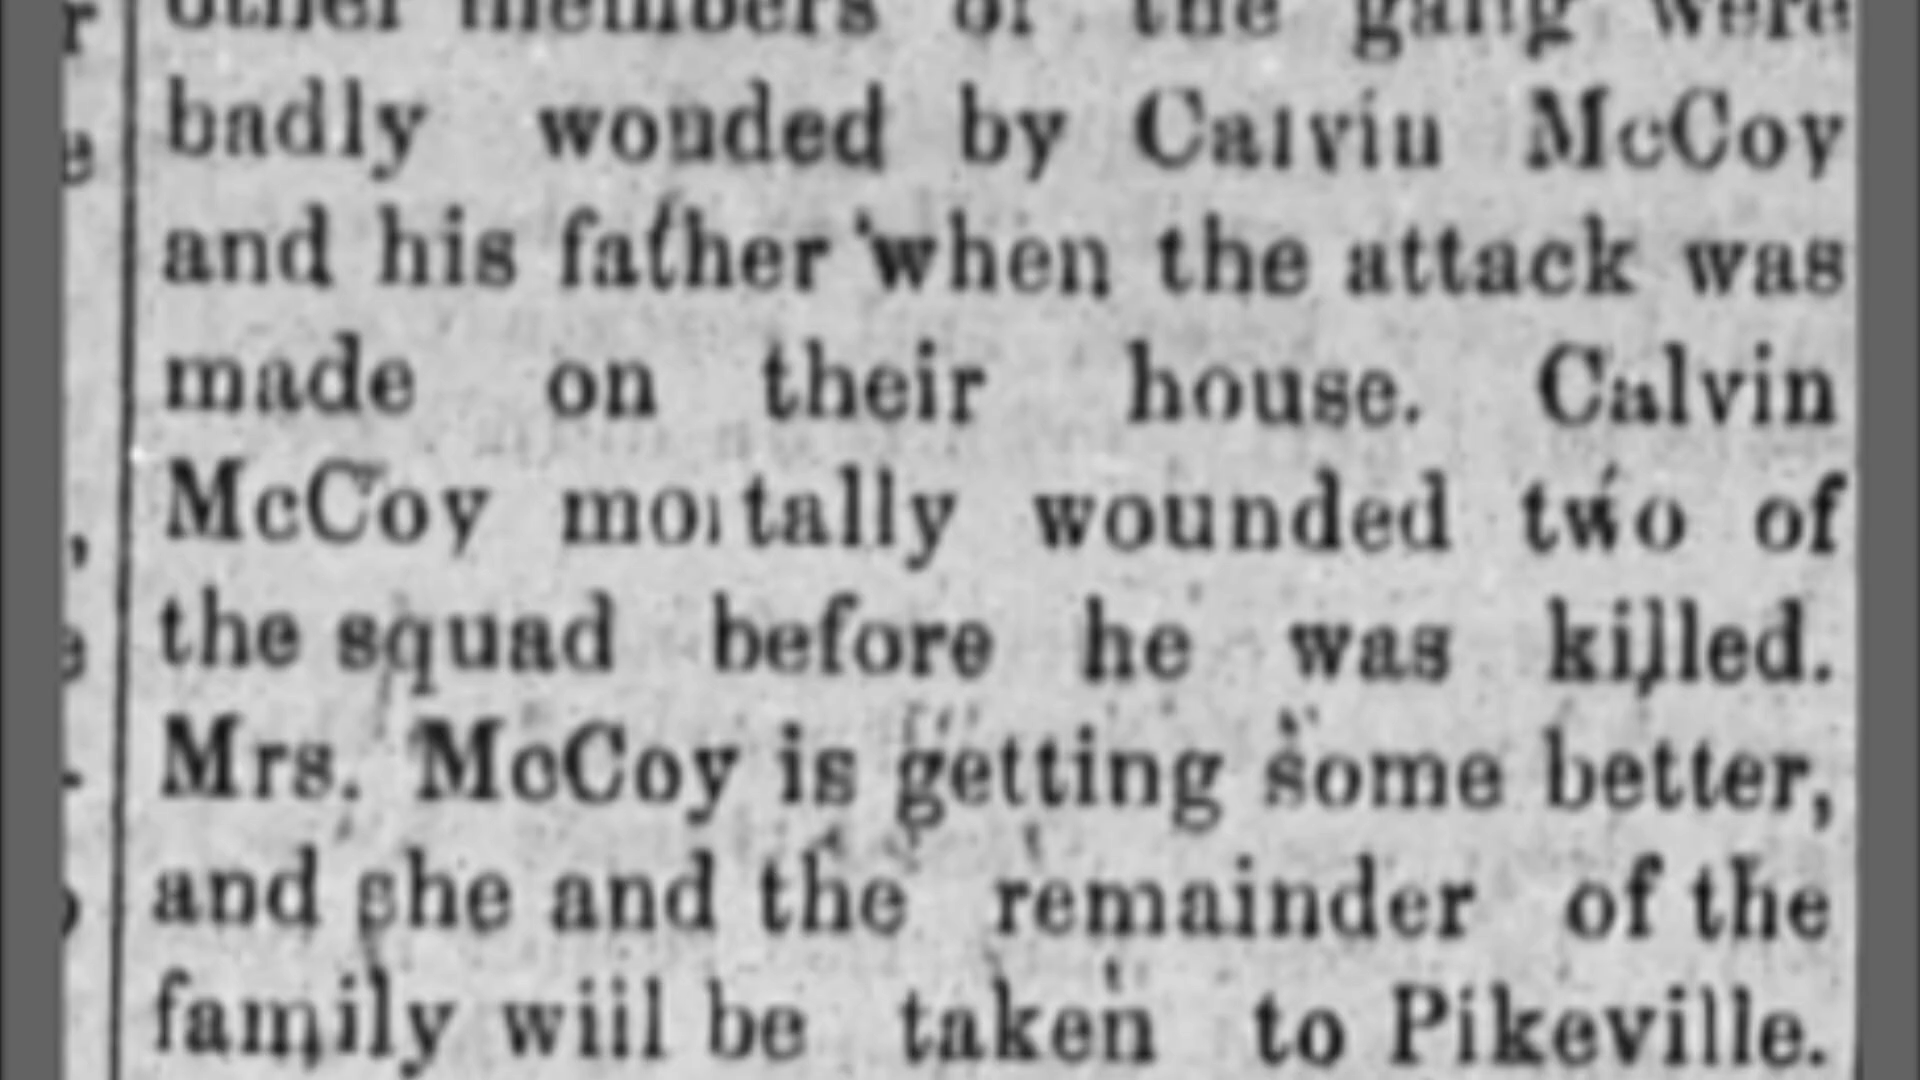 other members of the gang were
badly wouded by Calvin McCoy
and his father when the attack was
made on their house. Calvin
McCoy mortally wounded two of
the squad before he was killed.
Mrs. McCoy is getting some better,
and she and the remainder of the
family wiil be taken to Pikeville.